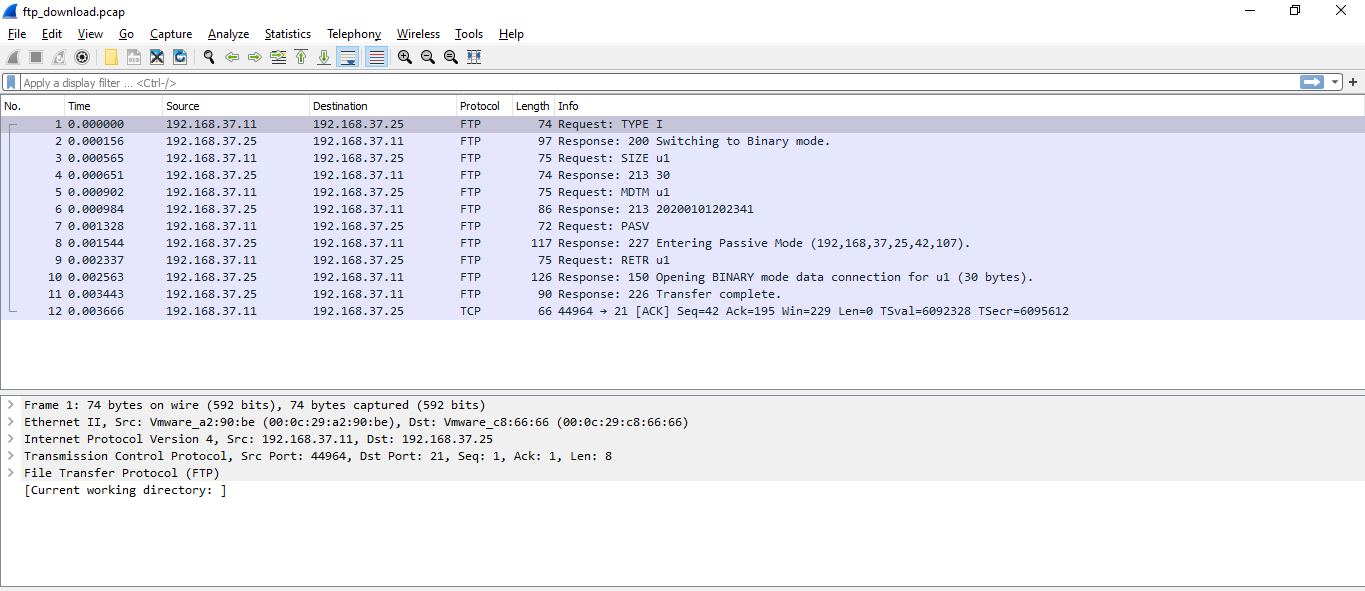 ftp_download.pcap
File Edit View Go Capture Analyze Statistics Telephony Wireless Tools Help
Apply a display filter ... <Ctrl-/>
No. Time Source Destination Protocol Length Info
1 0.000000 192.168.37.11 192.168.37.25 FTP 74 Request: TYPE I
2 0.000156 192.168.37.25 192.168.37.11 FTP 97 Response: 200 Switching to Binary mode.
3 0.000565 192.168.37.11 192.168.37.25 FTP 75 Request: SIZE u1
4 0.000651 192.168.37.25 192.168.37.11 FTP 74 Response: 213 30
5 0.000902 192.168.37.11 192.168.37.25 FTP 75 Request: MDTM u1
6 0.000984 192.168.37.25 192.168.37.11 FTP 86 Response: 213 20200101202341
7 0.001328 192.168.37.11 192.168.37.25 FTP 72 Request: PASV
8 0.001544 192.168.37.25 192.168.37.11 FTP 117 Response: 227 Entering Passive Mode (192,168,37,25,42,107).
9 0.002337 192.168.37.11 192.168.37.25 FTP 75 Request: RETR u1
10 0.002563 192.168.37.25 192.168.37.11 FTP 126 Response: 150 Opening BINARY mode data connection for u1 (30 bytes).
11 0.003443 192.168.37.25 192.168.37.11 FTP 90 Response: 226 Transfer complete.
12 0.003666 192.168.37.11 192.168.37.25 TCP 66 44964 → 21 [ACK] Seq=42 Ack=195 Win=229 Len=0 TSval=6092328 TSecr=6095612
Frame 1: 74 bytes on wire (592 bits), 74 bytes captured (592 bits)
Ethernet II, Src: Vmware_a2:90:be (00:0c:29:a2:90:be), Dst: Vmware_c8:66:66 (00:0c:29:c8:66:66)
Internet Protocol Version 4, Src: 192.168.37.11, Dst: 192.168.37.25
Transmission Control Protocol, Src Port: 44964, Dst Port: 21, Seq: 1, Ack: 1, Len: 8
File Transfer Protocol (FTP)
[Current working directory: ]